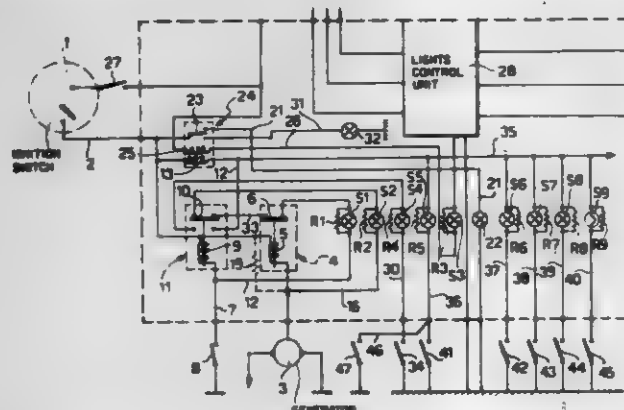 1
27
IGNITION
SWITCH
2
23
24
21
31
26
32
25
13
12
LIGHTS
CONTROL
UNIT
28
35
10
6
33
9
5
11
19
4
7
12
16
8
3
S1
S2
S4
S5
R1
R2
R4
R5
R3
S3
30
36
21
22
S6
S7
S8
S9
R6
R7
R8
R9
37
38
39
40
46
47
34
41
42
43
44
45
GENERATOR